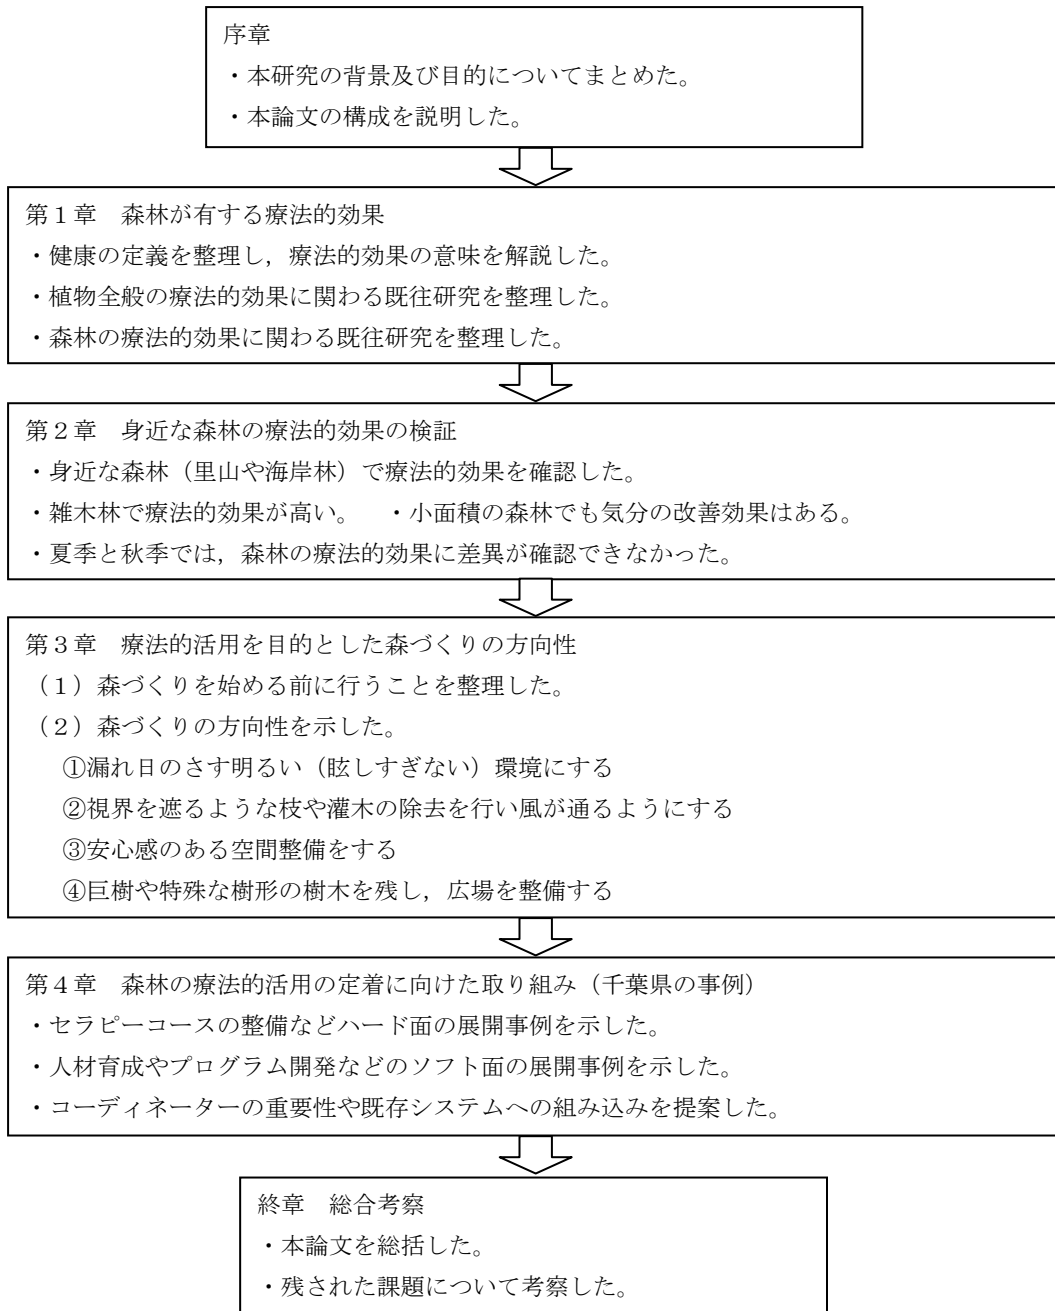 序章
・本研究の背景及び目的についてまとめた。
・本論文の構成を説明した。
第１章　森林が有する療法的効果
・健康の定義を整理し，療法的効果の意味を解説した。
・植物全般の療法的効果に関わる既往研究を整理した。
・森林の療法的効果に関わる既往研究を整理した。
第２章　身近な森林の療法的効果の検証
・身近な森林（里山や海岸林）で療法的効果を確認した。
・雑木林で療法的効果が高い。　・小面積の森林でも気分の改善効果はある。
・夏季と秋季では，森林の療法的効果に差異が確認できなかった。
第３章　療法的活用を目的とした森づくりの方向性
（１）森づくりを始める前に行うことを整理した。
（２）森づくりの方向性を示した。
①漏れ日のさす明るい（眩しすぎない）環境にする
②視界を遮るような枝や灌木の除去を行い風が通るようにする
③安心感のある空間整備をする
④巨樹や特殊な樹形の樹木を残し，広場を整備する
第４章　森林の療法的活用の定着に向けた取り組み（千葉県の事例）
・セラピーコースの整備などハード面の展開事例を示した。
・人材育成やプログラム開発などのソフト面の展開事例を示した。
・コーディネーターの重要性や既存システムへの組み込みを提案した。
終章　総合考察
・本論文を総括した。
・残された課題について考察した。